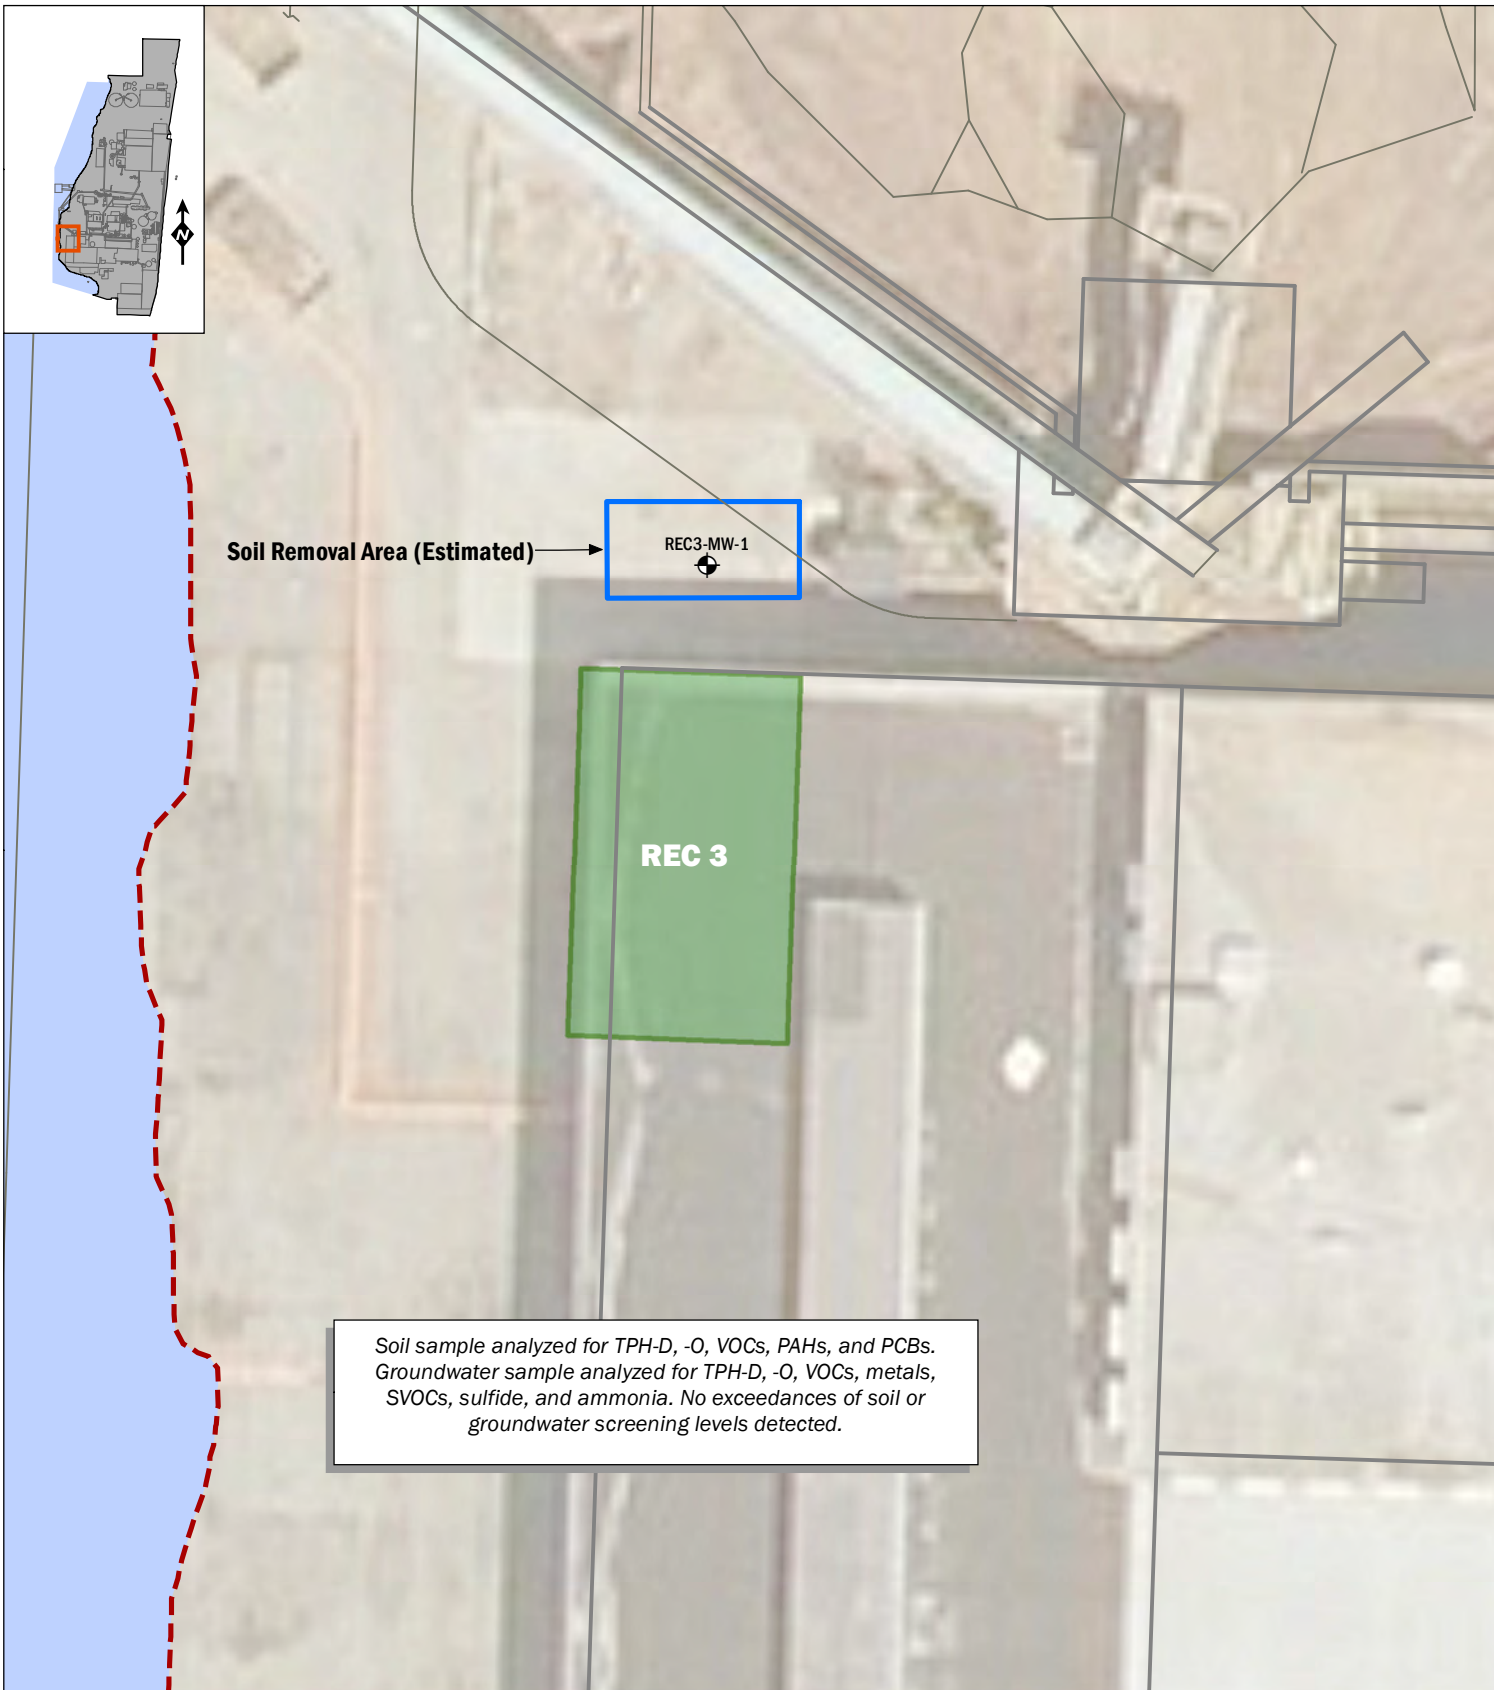 N
Soil Removal Area (Estimated)
REC3-MW-1
REC 3
Soil sample analyzed for TPH-D, -O, VOCs, PAHs, and PCBs.
Groundwater sample analyzed for TPH-D, -O, VOCs, metals,
SVOCs, sulfide, and ammonia. No exceedances of soil or
groundwater screening levels detected.